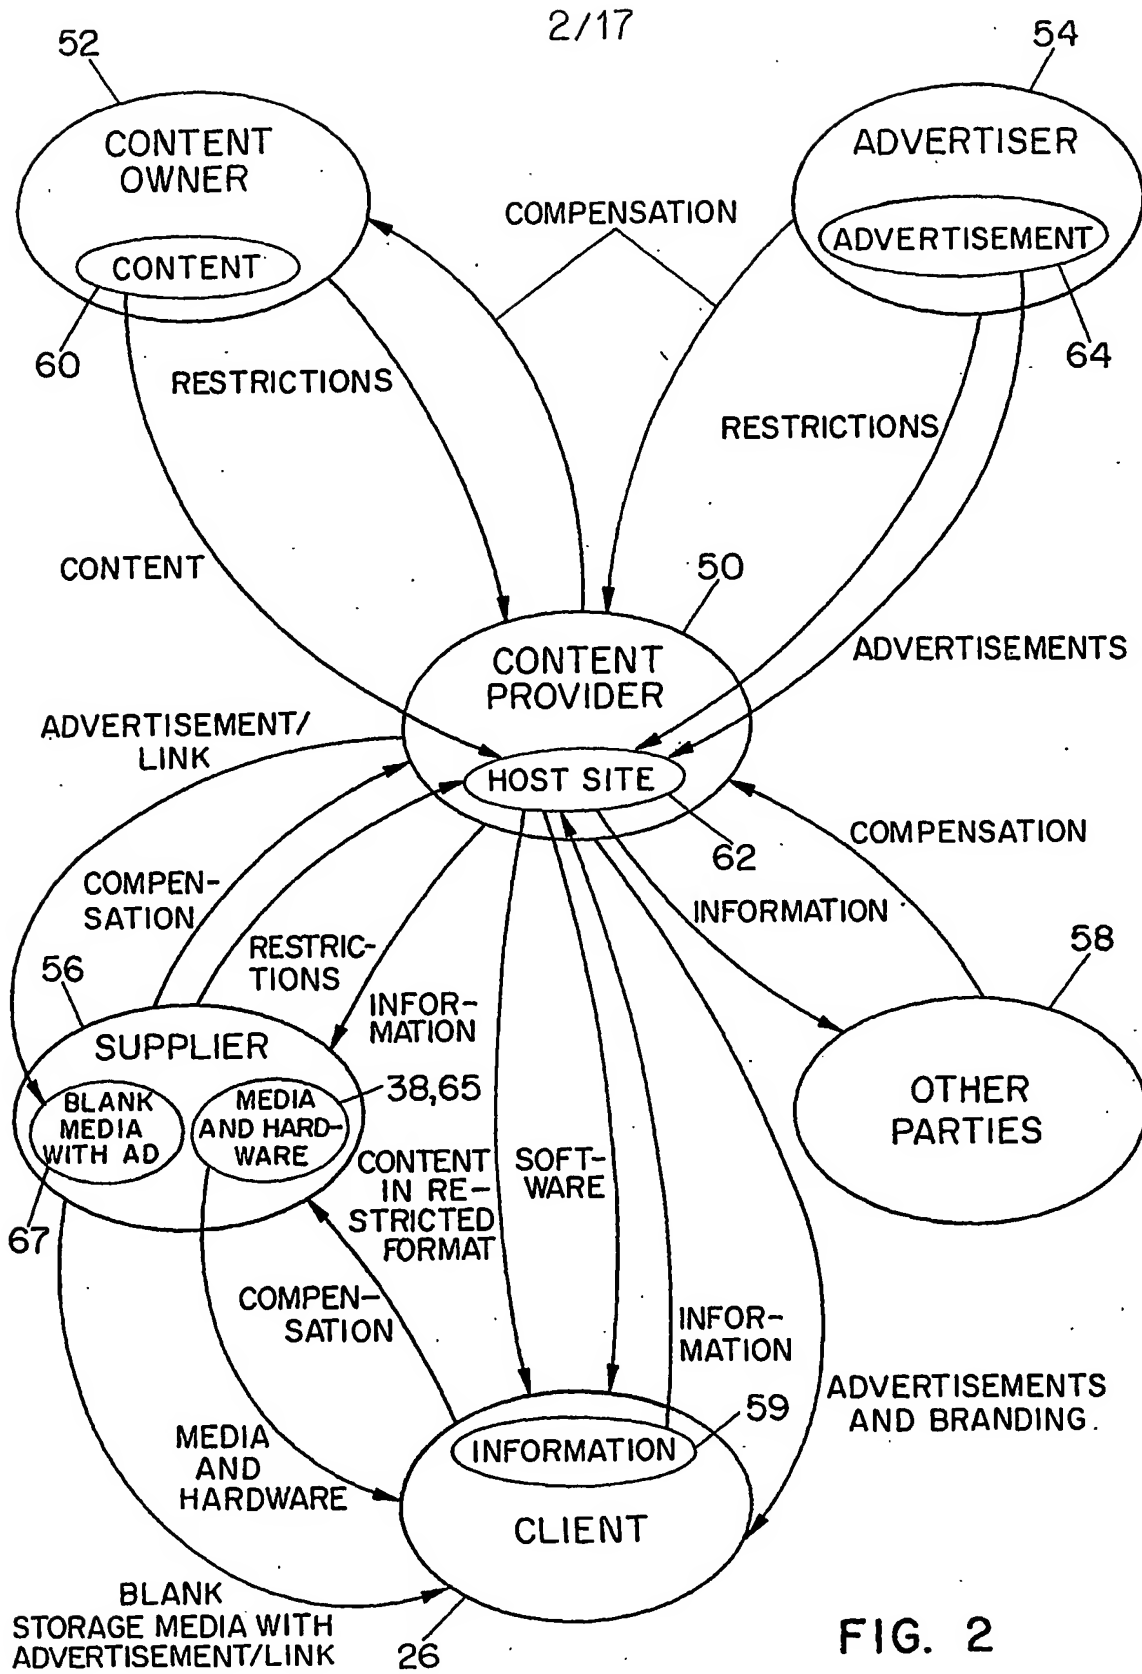 2/17
52
54
CONTENT
OWNER
CONTENT
60
ADVERTISER
ADVERTISEMENT
64
COMPENSATION
RESTRICTIONS
RESTRICTIONS
CONTENT
50
CONTENT
PROVIDER
HOST SITE
62
ADVERTISEMENTS
ADVERTISEMENT/
LINK
COMPEN-
SATION
RESTRIC-
TIONS
INFOR-
MATION
INFORMATION
COMPENSATION
56
58
SUPPLIER
BLANK
MEDIA
WITH AD
MEDIA
AND HARD-
WARE
38,65
67
OTHER
PARTIES
CONTENT
IN RE-
STRICTED
FORMAT
SOFT-
WARE
COMPEN-
SATION
INFOR-
MATION
ADVERTISEMENTS
AND BRANDING.
MEDIA
AND
HARDWARE
59
INFORMATION
CLIENT
BLANK
STORAGE MEDIA WITH
ADVERTISEMENT/LINK
26
FIG. 2